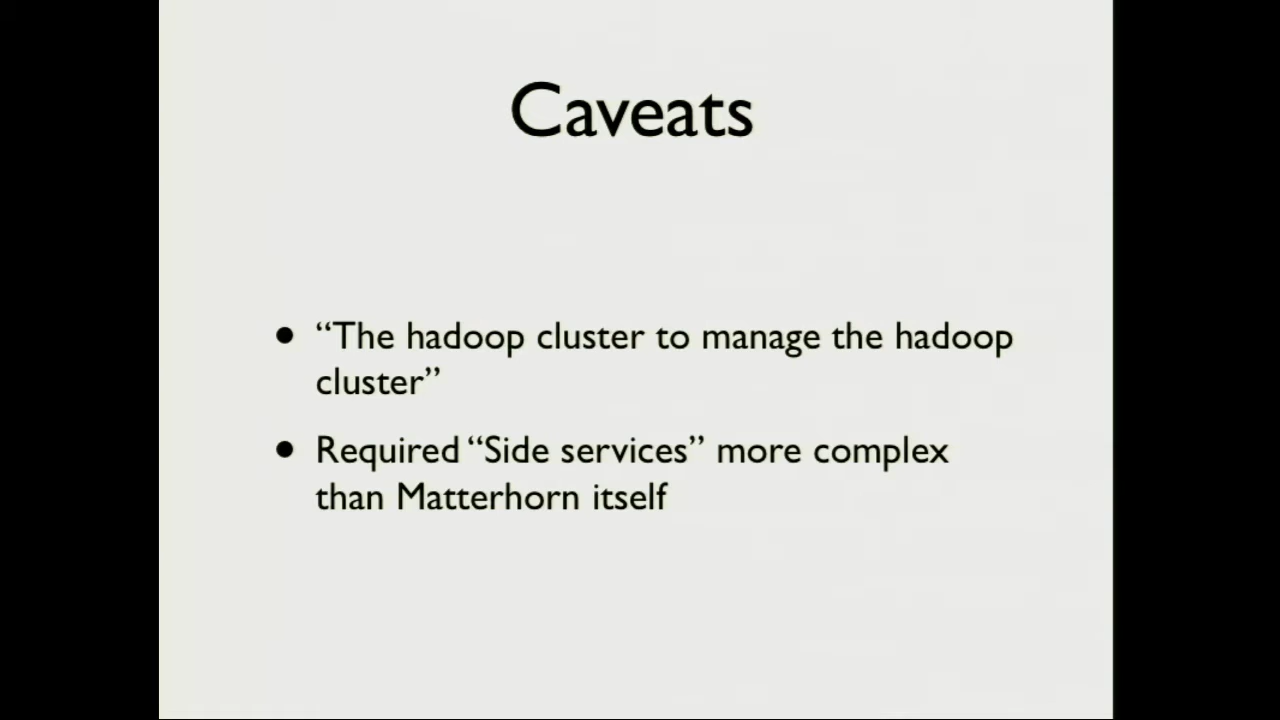 Caveats
• “The hadoop cluster to manage the hadoop
cluster”
• Required “Side services” more complex
than Matterhorn itself